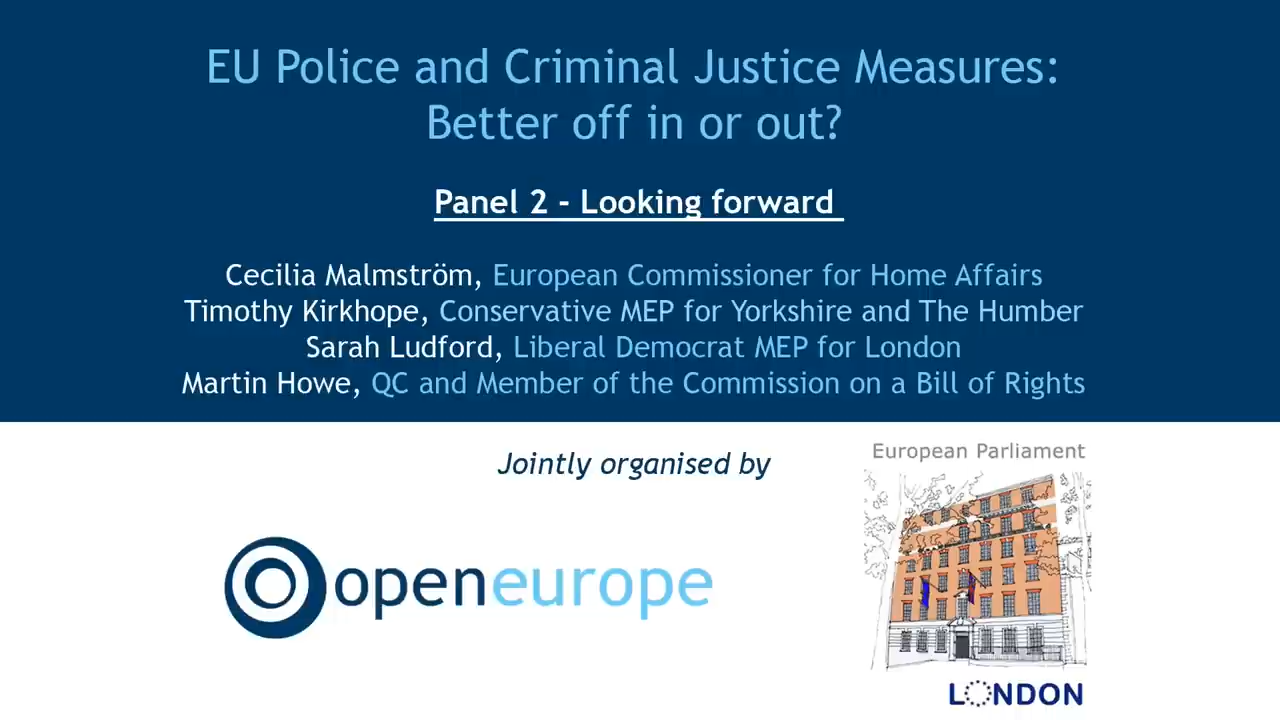 EU Police and Criminal Justice Measures:
Better off in or out?
Panel 2 - Looking forward
Cecilia Malmström, European Commissioner for Home Affairs
Timothy Kirkhope, Conservative MEP for Yorkshire and The Humber
Sarah Ludford, Liberal Democrat MEP for London
Martin Howe, QC and Member of the Commission on a Bill of Rights
Jointly organised by
European Parliament
openeurope
LONDON